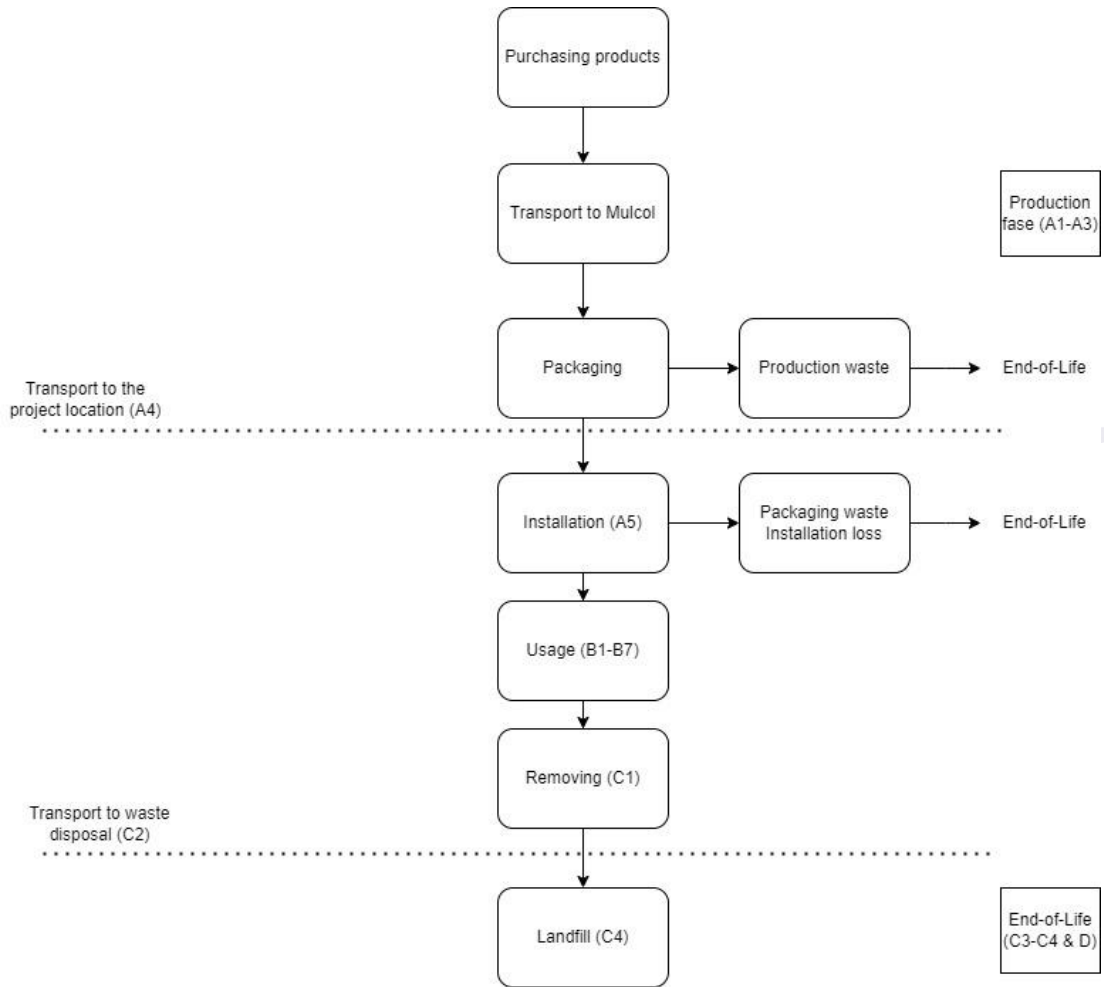 Purchasing products
Transport to Mulcol
Production
fase (A1-A3)
Packaging
Production waste
End-of-Life
Transport to the
project location (A4)
Installation (A5)
Packaging waste
Installation loss
End-of-Life
Usage (B1-B7)
Removing (C1)
Transport to waste
disposal (C2)
Landfill (C4)
End-of-Life
(C3-C4 & D)